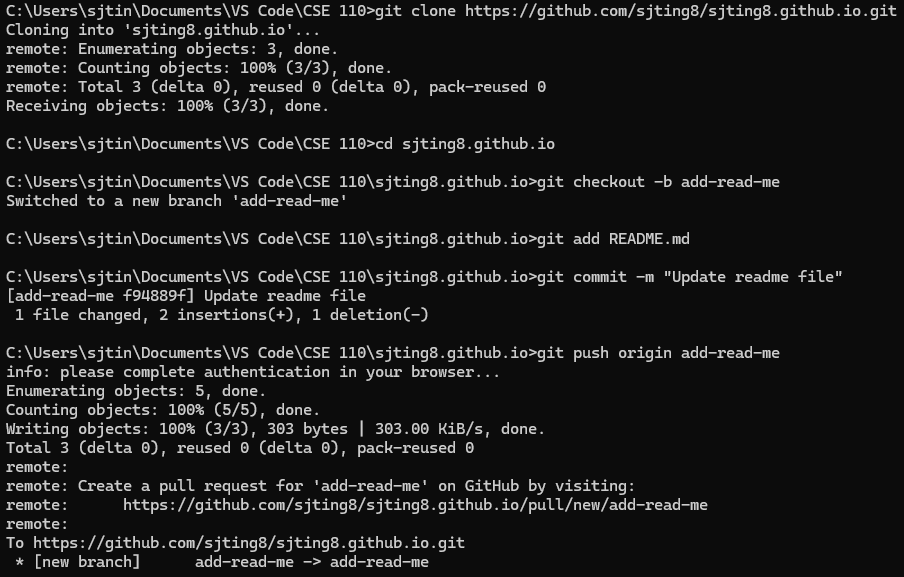 C:\Users\sjtin\Documents\VS Code\CSE 110>git clone https://github.com/sjting8/sjting8.github.io.git
Cloning into 'sjting8.github.io'...
remote: Enumerating objects: 3, done.
remote: Counting objects: 100% (3/3), done.
remote: Total 3 (delta 0), reused 0 (delta 0), pack-reused 0
Receiving objects: 100% (3/3), done.
C:\Users\sjtin\Documents\VS Code\CSE 110>cd sjting8.github.io
C:\Users\sjtin\Documents\VS Code\CSE 110\sjting8.github.io>git checkout -b add-read-me
Switched to a new branch 'add-read-me'
C:\Users\sjtin\Documents\VS Code\CSE 110\sjting8.github.io>git add README.md
C:\Users\sjtin\Documents\VS Code\CSE 110\sjting8.github.io>git commit -m "Update readme file"
[add-read-me f94889f] Update readme file
 1 file changed, 2 insertions(+), 1 deletion(-)
C:\Users\sjtin\Documents\VS Code\CSE 110\sjting8.github.io>git push origin add-read-me
info: please complete authentication in your browser...
Enumerating objects: 5, done.
Counting objects: 100% (5/5), done.
Writing objects: 100% (3/3), 303 bytes | 303.00 KiB/s, done.
Total 3 (delta 0), reused 0 (delta 0), pack-reused 0
remote:
remote: Create a pull request for 'add-read-me' on GitHub by visiting:
remote:      https://github.com/sjting8/sjting8.github.io/pull/new/add-read-me
remote:
To https://github.com/sjting8/sjting8.github.io.git
 * [new branch]      add-read-me -> add-read-me